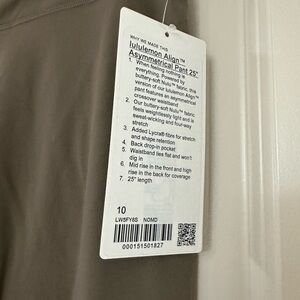 WHY WE MADE THIS
lululemon Align™
Asymmetrical Pant 25"
1. When feeling nothing is
everything. Powered by
buttery-soft Nulu™ fabric, this
version of our lululemon Align™
pant features an asymmetrical
crossover waistband
2. Our buttery-soft Nulu™ fabric
feels weightlessly light and is
sweat-wicking and four-way
stretch
3. Added Lycra® fibre for stretch
and shape retention
4. Back drop-in pocket
5. Waistband lies flat and won't
dig in
6. Mid rise in the front and high
rise in the back for coverage
7. 25" length
10
LW5FY8S NOMD
000151501827